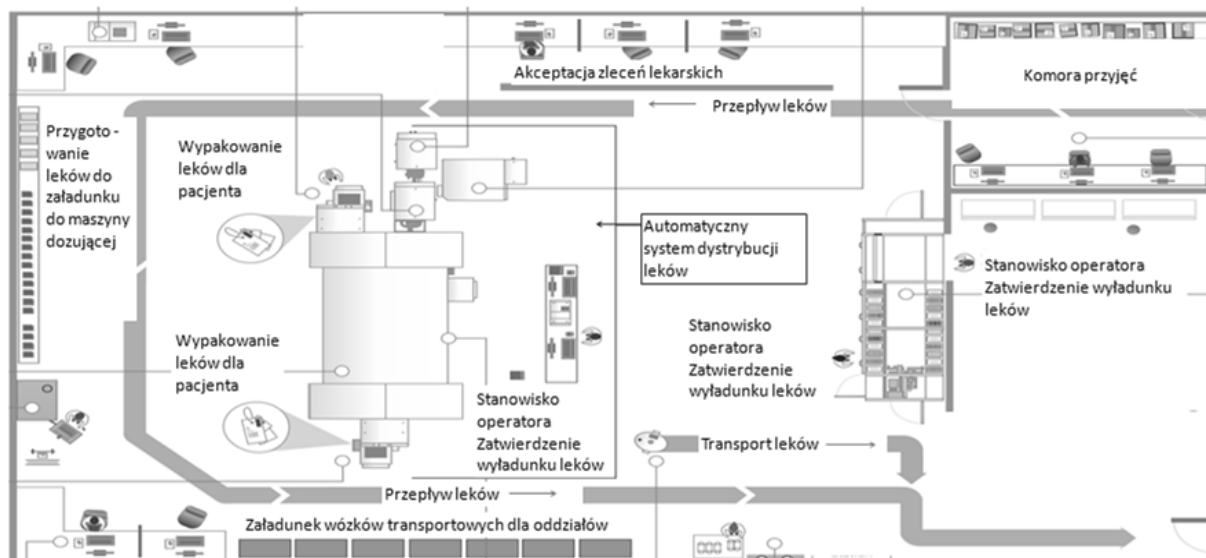 Akceptacja zleceń lekarskich
Komora przyjęć
Przepływ leków
Przygoto -
wanie
leków do
załadunku
do maszyny
dozującej
Wypakowanie
leków dla
pacjenta
Automatyczny
system dystrybucji
leków
Stanowisko operatora
Zatwierdzenie wyładunku
leków
Stanowisko
operatora
Zatwierdzenie
wyładunku leków
Wypakowanie
leków dla
pacjenta
Stanowisko
operatora
Zatwierdzenie
wyładunku leków
Transport leków
Przepływ leków
Załadunek wózków transportowych dla oddziałów